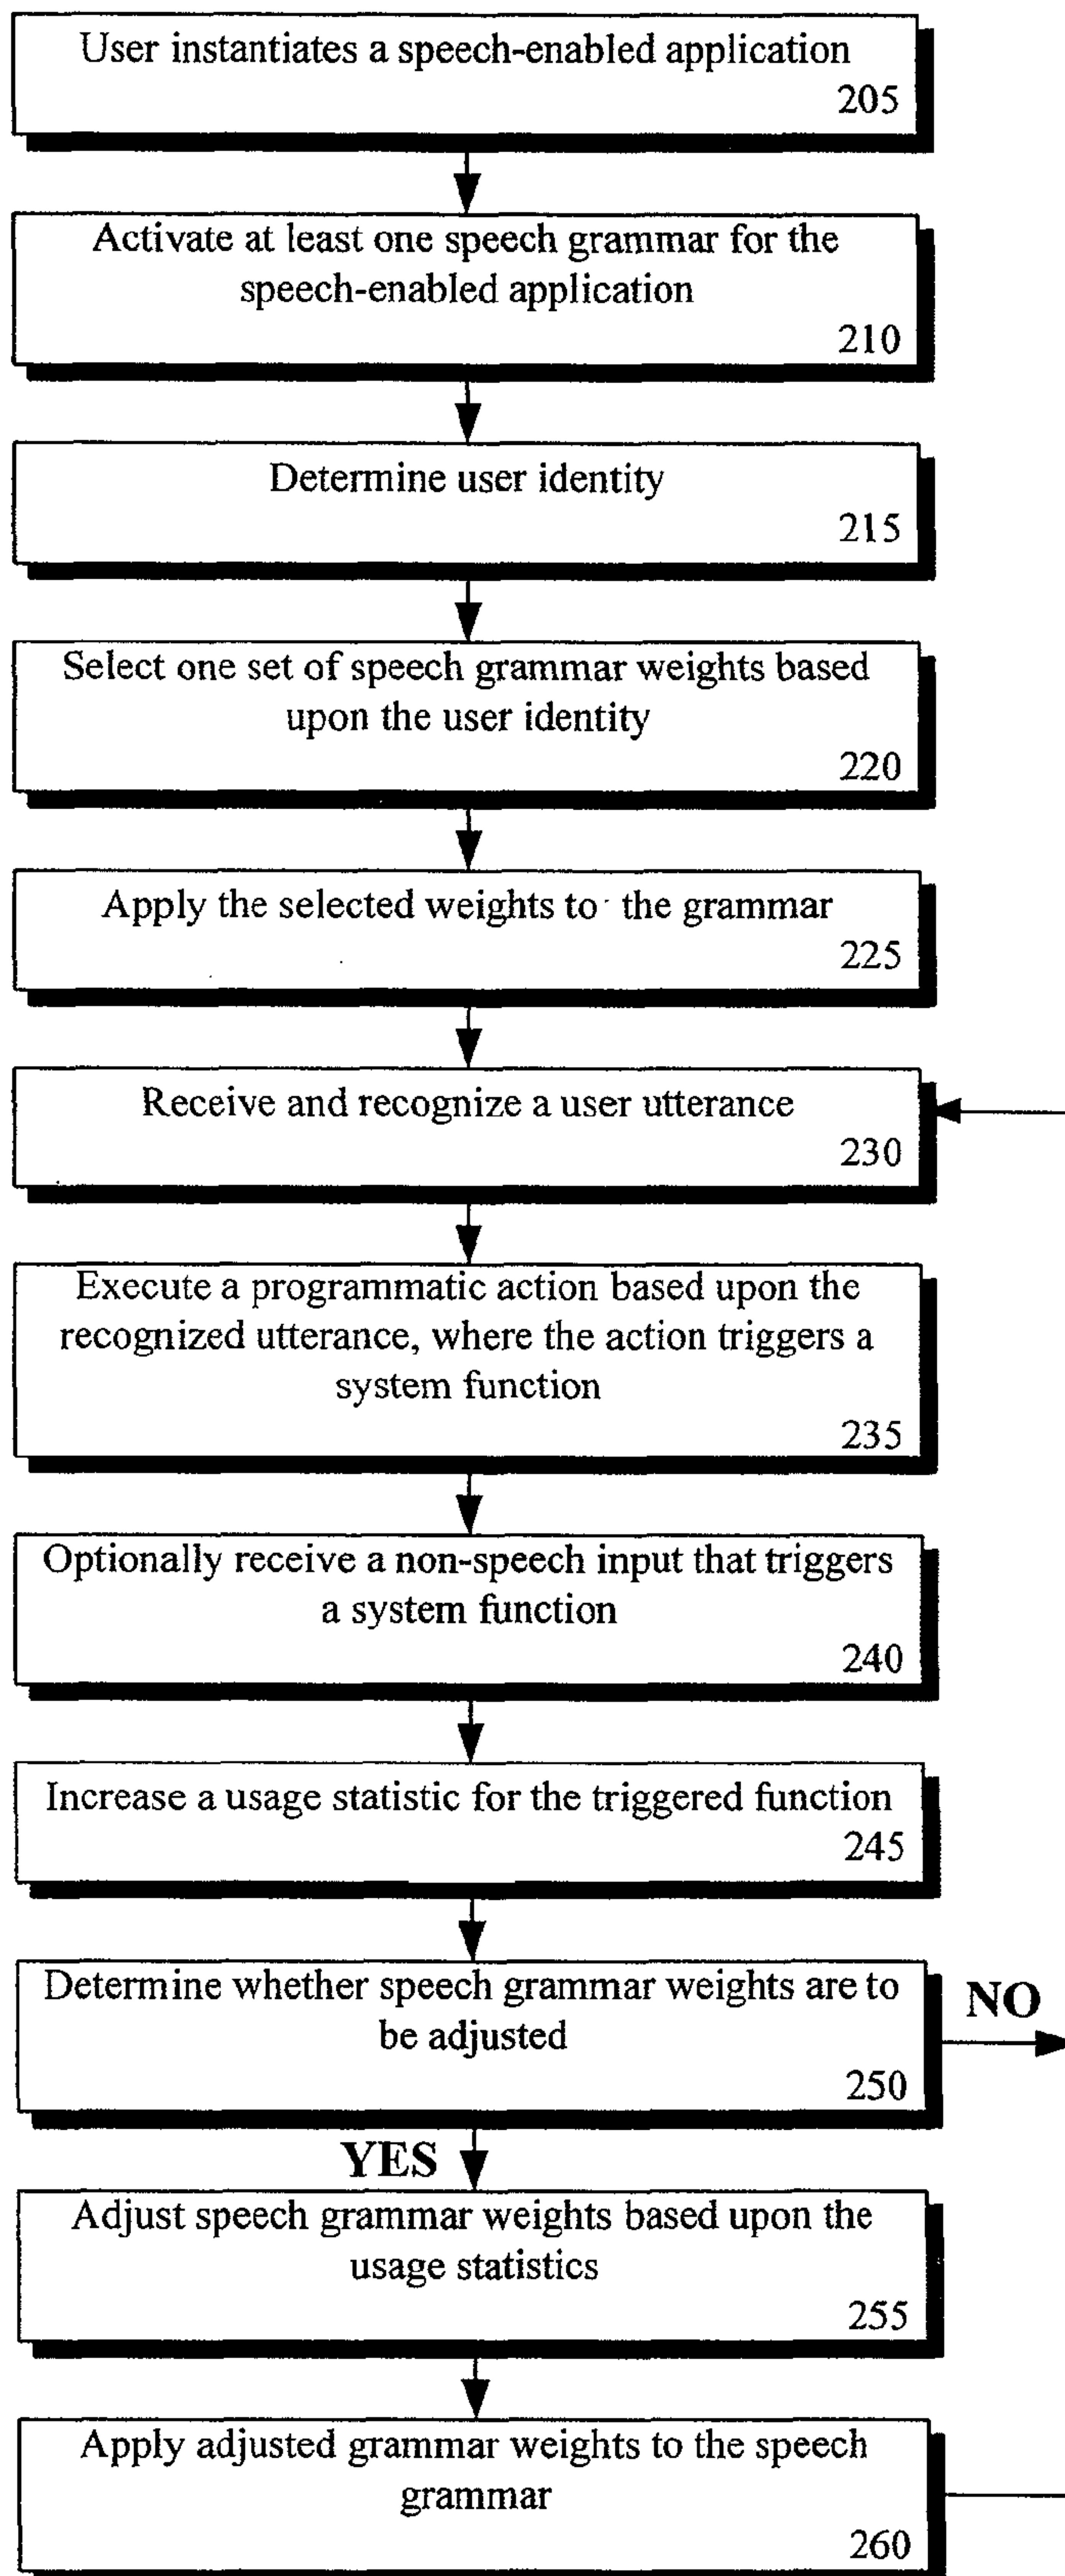 User instantiates a speech-enabled application
205
Activate at least one speech grammar for the
speech-enabled application
210
Determine user identity
215
Select one set of speech grammar weights based
upon the user identity
220
Apply the selected weights to the grammar
225
Receive and recognize a user utterance
230
Execute a programmatic action based upon the
recognized utterance, where the action triggers a
system function
235
Optionally receive a non-speech input that triggers
a system function
240
Increase a usage statistic for the triggered function
245
Determine whether speech grammar weights are to
be adjusted
250
NO
YES
Adjust speech grammar weights based upon the
usage statistics
255
Apply adjusted grammar weights to the speech
grammar
260